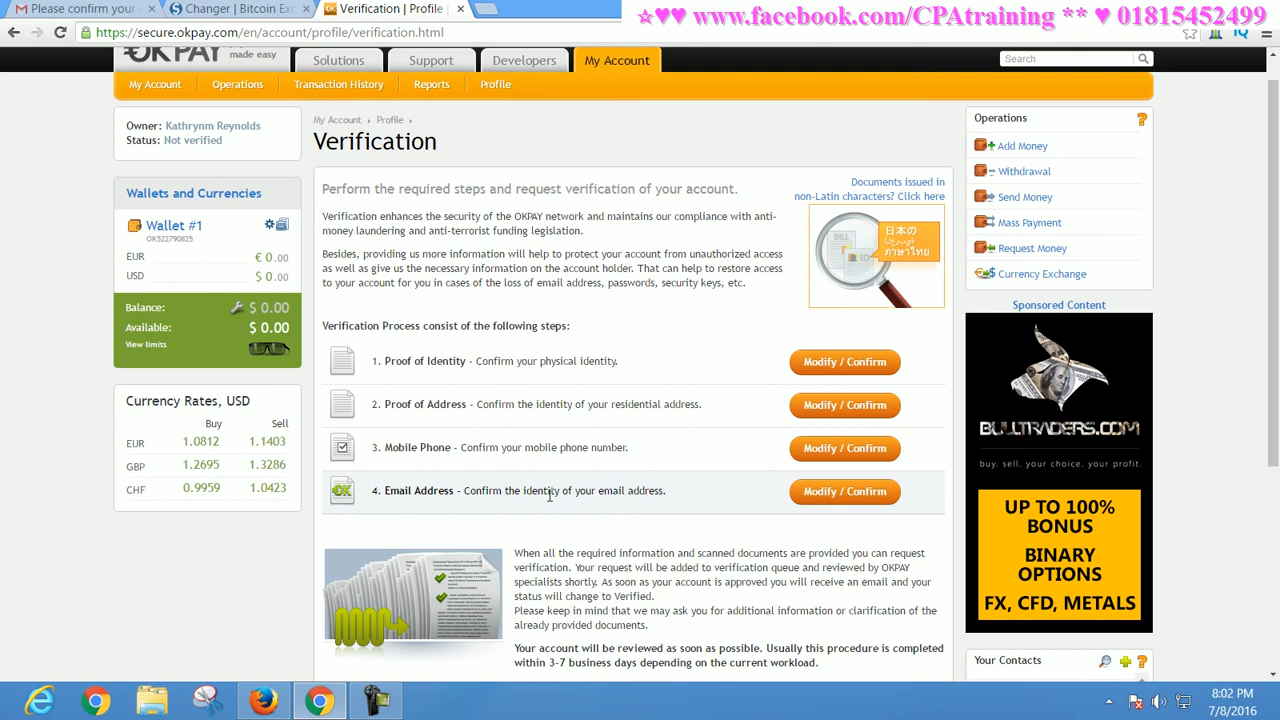 ☆♥♥ www.facebook.com/CPAtraining ** ♥ 01815452499
Please confirm your
Changer | Bitcoin Exc
Verification | Profile |
https://secure.okpay.com/en/account/profile/verification.html
OKPAY made easy
Solutions
Support
Developers
My Account
Search
My Account
Operations
Transaction History
Reports
Profile
Owner: Kathrynm Reynolds
Status: Not verified
Wallets and Currencies
Wallet #1
OK522790825
EUR € 0.00
USD $ 0.00
Balance: $ 0.00
Available: $ 0.00
View limits
Currency Rates, USD
Buy Sell
EUR 1.0812 1.1403
GBP 1.2695 1.3286
CHF 0.9959 1.0423
My Account › Profile ›
Verification
Perform the required steps and request verification of your account.
Documents issued in
non-Latin characters? Click here
BILL
ID
日本の
ภาษาไทย
Verification enhances the security of the OKPAY network and maintains our compliance with anti-
money laundering and anti-terrorist funding legislation.
Besides, providing us more information will help to protect your account from unauthorized access
as well as give us the necessary information on the account holder. That can help to restore access
to your account for you in cases of the loss of email address, passwords, security keys, etc.
Verification Process consist of the following steps:
1. Proof of Identity - Confirm your physical identity.
Modify / Confirm
2. Proof of Address - Confirm the identity of your residential address.
Modify / Confirm
3. Mobile Phone - Confirm your mobile phone number.
Modify / Confirm
OK
4. Email Address - Confirm the identity of your email address.
Modify / Confirm
When all the required information and scanned documents are provided you can request
verification. Your request will be added to verification queue and reviewed by OKPAY
specialists shortly. As soon as your account is approved you will receive an email and your
status will change to Verified.
Please keep in mind that we may ask you for additional information or clarification of the
already provided documents.
Your account will be reviewed as soon as possible. Usually this procedure is completed
within 3-7 business days depending on the current workload.
Operations
Add Money
Withdrawal
Send Money
Mass Payment
Request Money
Currency Exchange
Sponsored Content
BULLTRADERS.COM
buy. sell. your choice. your profit.
UP TO 100%
BONUS
BINARY
OPTIONS
FX, CFD, METALS
Your Contacts
8:02 PM
7/8/2016